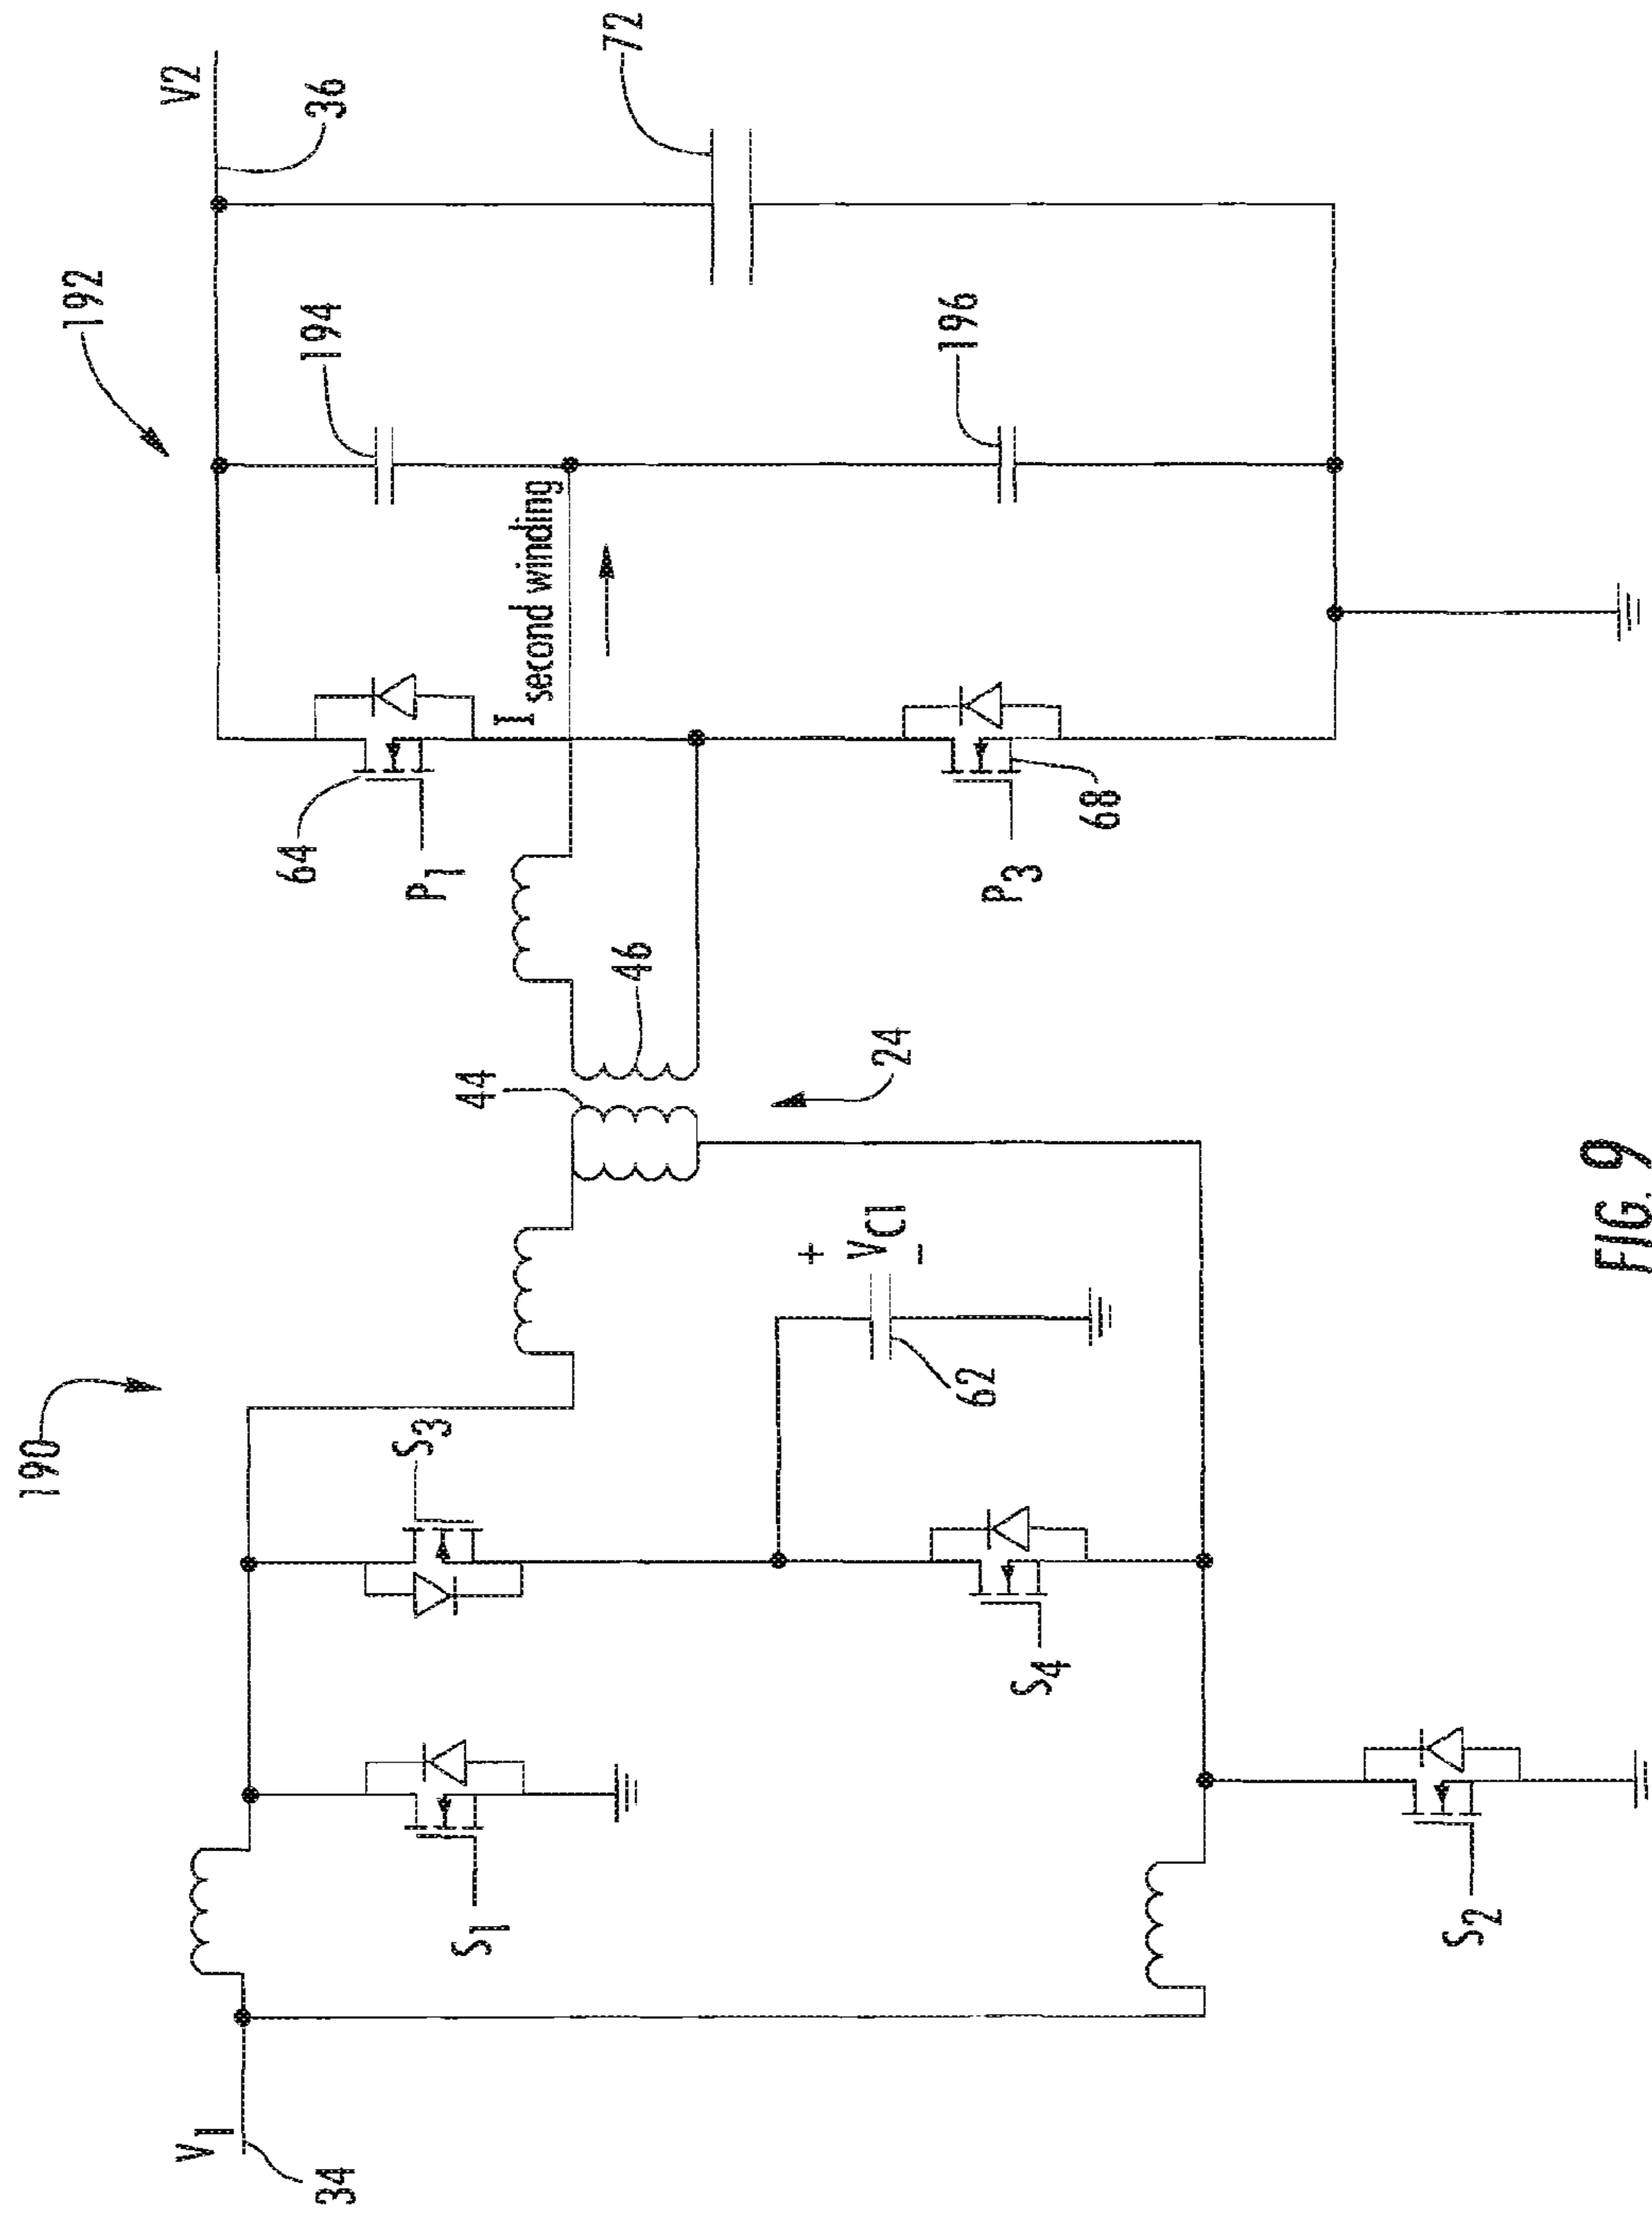 190
192
V1
34
S1
S2
S3
S4
+
VC1
-
62
44
46
24
64
P1
I second winding
P3
68
194
196
V2
36
72
FIG. 9